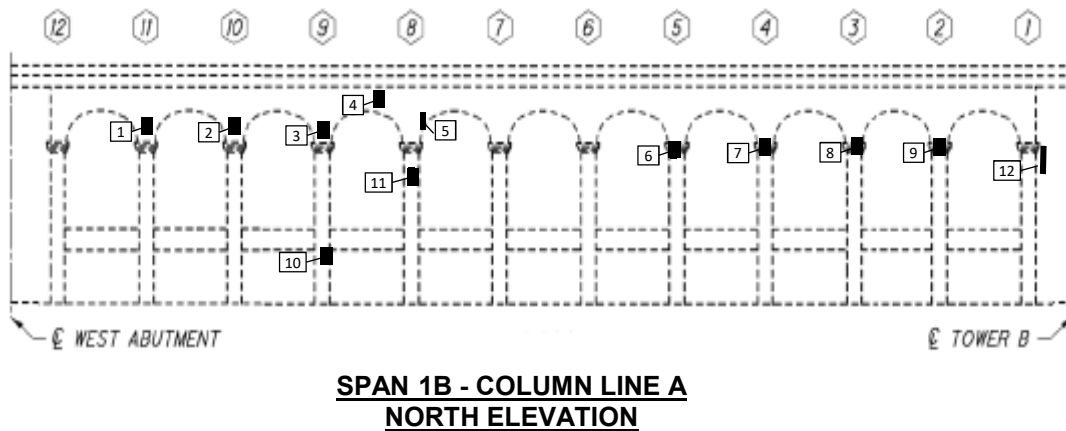 12 11 10 9 8 7 6 5 4 3 2 1
4
1 2 3 5
6 7 8 9
11 12
10
℄ WEST ABUTMENT ℄ TOWER B
SPAN 1B - COLUMN LINE A
NORTH ELEVATION